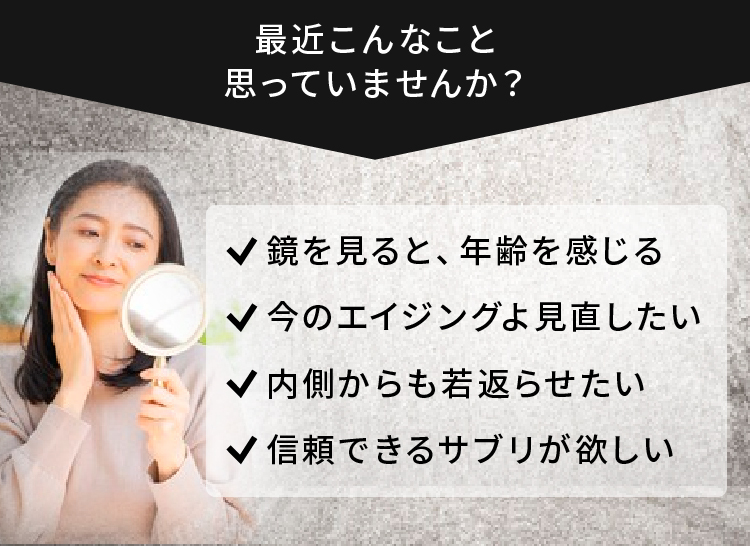 最近こんなこと
思っていませんか？
鏡を見ると、年齢を感じる
今のエイジングよ見直したい
内側からも若返らせたい
信頼できるサブリが欲しい